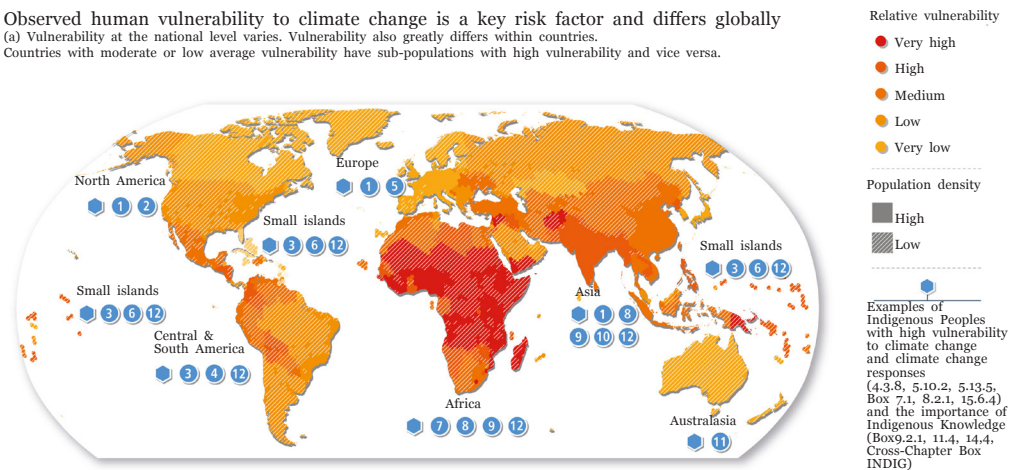 Observed human vulnerability to climate change is a key risk factor and differs globally
(a) Vulnerability at the national level varies. Vulnerability also greatly differs within countries.
Countries with moderate or low average vulnerability have sub-populations with high vulnerability and vice versa.
North America
1 2
Europe
1 5
Small islands
3 6 12
Small islands
3 6 12
Small islands
3 6 12
Central &
South America
3 4 12
Asia
1 8
9 10 12
Africa
7 8 9 12
Australasia
11
Relative vulnerability
Very high
High
Medium
Low
Very low
Population density
High
Low
Examples of
Indigenous Peoples
with high vulnerability
to climate change
and climate change
responses
(4.3.8, 5.10.2, 5.13.5,
Box 7.1, 8.2.1, 15.6.4)
and the importance of
Indigenous Knowledge
(Box9.2.1, 11.4, 14,4,
Cross-Chapter Box
INDIG)